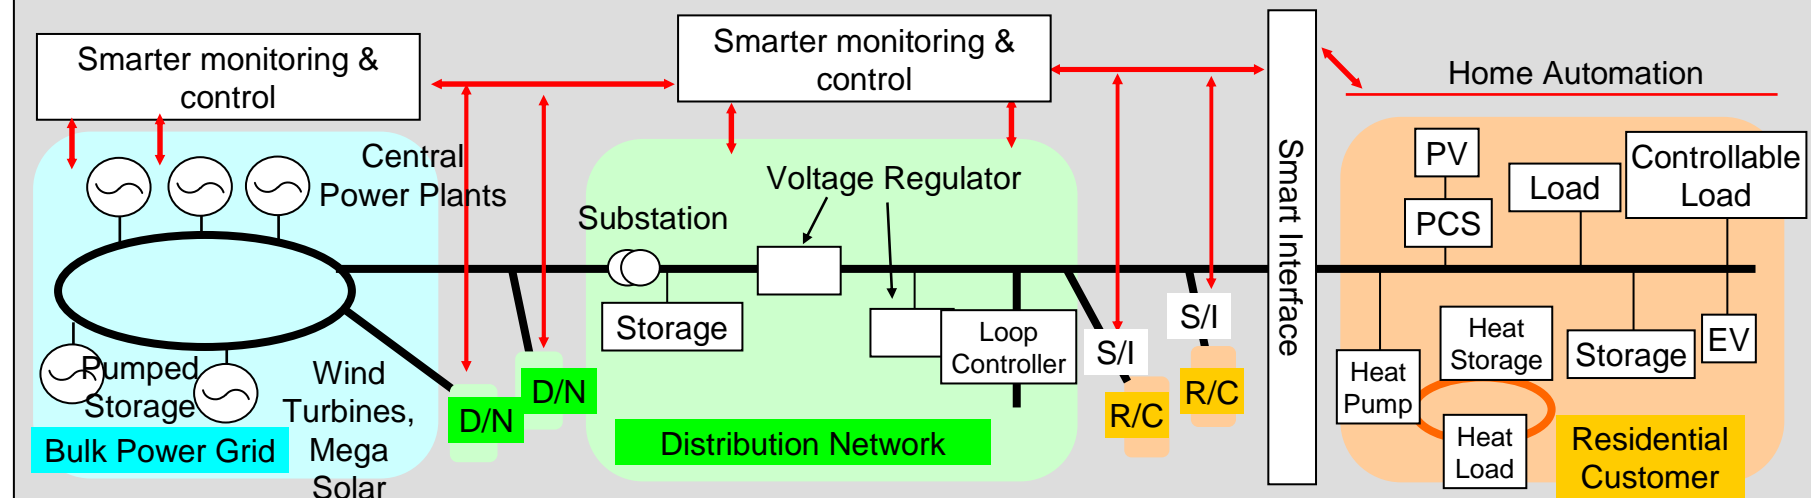 Smarter monitoring &
control
Smarter monitoring &
control
Home Automation
Smart Interface
Central
Power Plants
Pumped
Storage
Wind
Turbines,
Mega
Solar
Bulk Power Grid
D/N
D/N
Substation
Storage
Voltage Regulator
Loop
Controller
Distribution Network
S/I
R/C
S/I
R/C
PV
PCS
Load
Controllable
Load
Heat
Pump
Heat
Storage
Heat
Load
Storage
EV
Residential
Customer